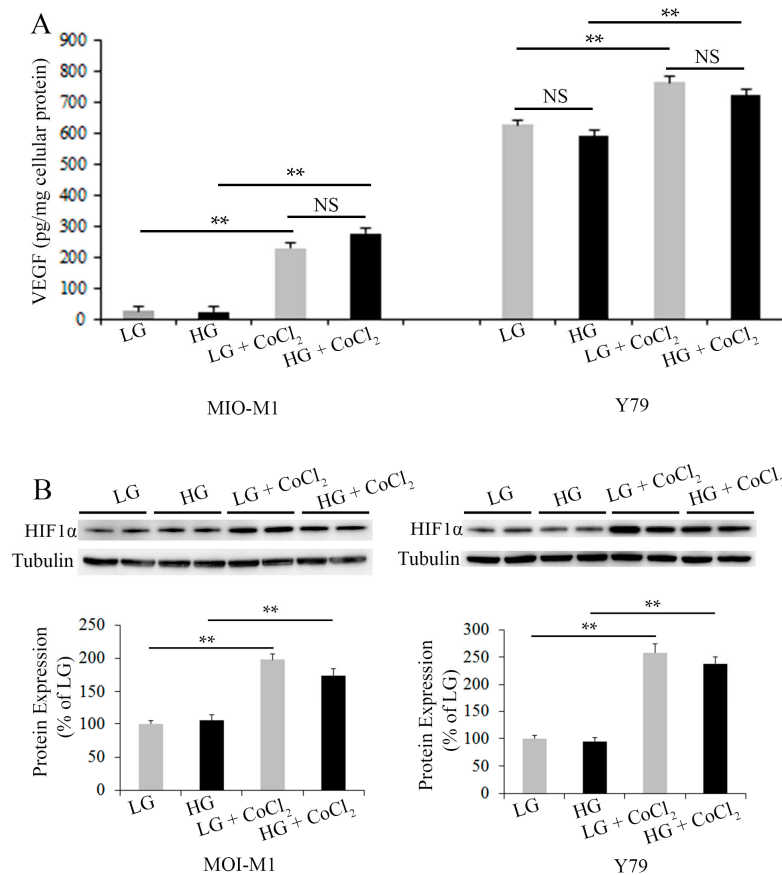 A
VEGF (pg/mg cellular protein)
900
800
700
600
500
400
300
200
100
0
**
**
NS
NS
**
**
NS
LG
HG
LG + CoCl₂
HG + CoCl₂
LG
HG
LG + CoCl₂
HG + CoCl₂
MIO-M1
Y79
B
LG
HG
LG + CoCl₂
HG + CoCl₂
HIF1α
Tubulin
LG
HG
LG + CoCl₂
HG + CoCl₂
HIF1α
Tubulin
Protein Expression
(% of LG)
200
150
100
50
0
**
**
LG
HG
LG + CoCl₂
HG + CoCl₂
MOI-M1
Protein Expression
(% of LG)
300
250
200
150
100
50
0
**
**
LG
HG
LG + CoCl₂
HG + CoCl₂
Y79